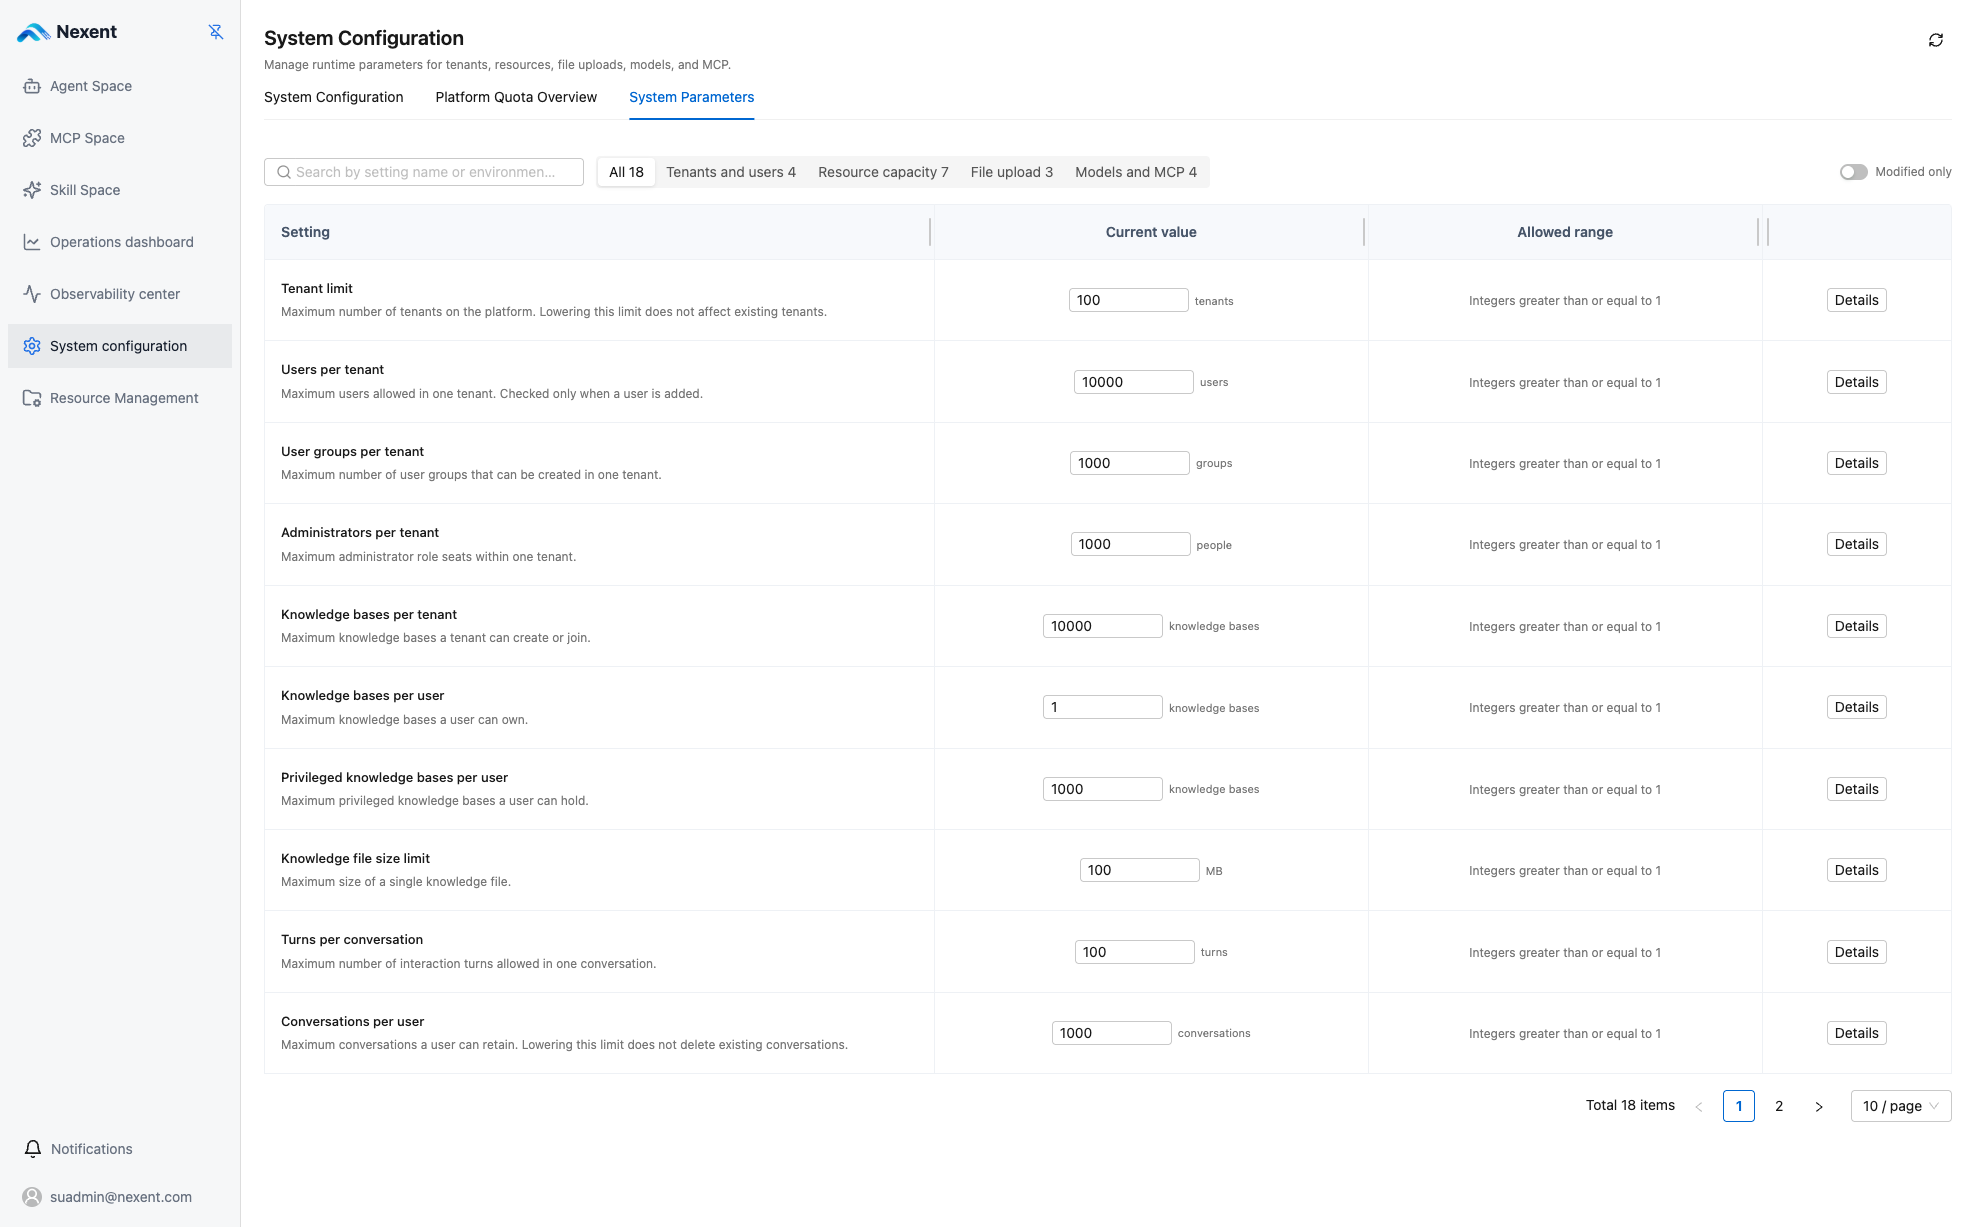 Nexent
Agent Space
MCP Space
Skill Space
Operations dashboard
Observability center
System configuration
Resource Management
Notifications
suadmin@nexent.com
System Configuration
Manage runtime parameters for tenants, resources, file uploads, models, and MCP.
System Configuration Platform Quota Overview System Parameters
Search by setting name or environmen... All 18 Tenants and users 4 Resource capacity 7 File upload 3 Models and MCP 4 Modified only
Setting Current value Allowed range
Tenant limit
Maximum number of tenants on the platform. Lowering this limit does not affect existing tenants.
100 tenants Integers greater than or equal to 1 Details
Users per tenant
Maximum users allowed in one tenant. Checked only when a user is added.
10000 users Integers greater than or equal to 1 Details
User groups per tenant
Maximum number of user groups that can be created in one tenant.
1000 groups Integers greater than or equal to 1 Details
Administrators per tenant
Maximum administrator role seats within one tenant.
1000 people Integers greater than or equal to 1 Details
Knowledge bases per tenant
Maximum knowledge bases a tenant can create or join.
10000 knowledge bases Integers greater than or equal to 1 Details
Knowledge bases per user
Maximum knowledge bases a user can own.
1 knowledge bases Integers greater than or equal to 1 Details
Privileged knowledge bases per user
Maximum privileged knowledge bases a user can hold.
1000 knowledge bases Integers greater than or equal to 1 Details
Knowledge file size limit
Maximum size of a single knowledge file.
100 MB Integers greater than or equal to 1 Details
Turns per conversation
Maximum number of interaction turns allowed in one conversation.
100 turns Integers greater than or equal to 1 Details
Conversations per user
Maximum conversations a user can retain. Lowering this limit does not delete existing conversations.
1000 conversations Integers greater than or equal to 1 Details
Total 18 items < 1 2 > 10 / page